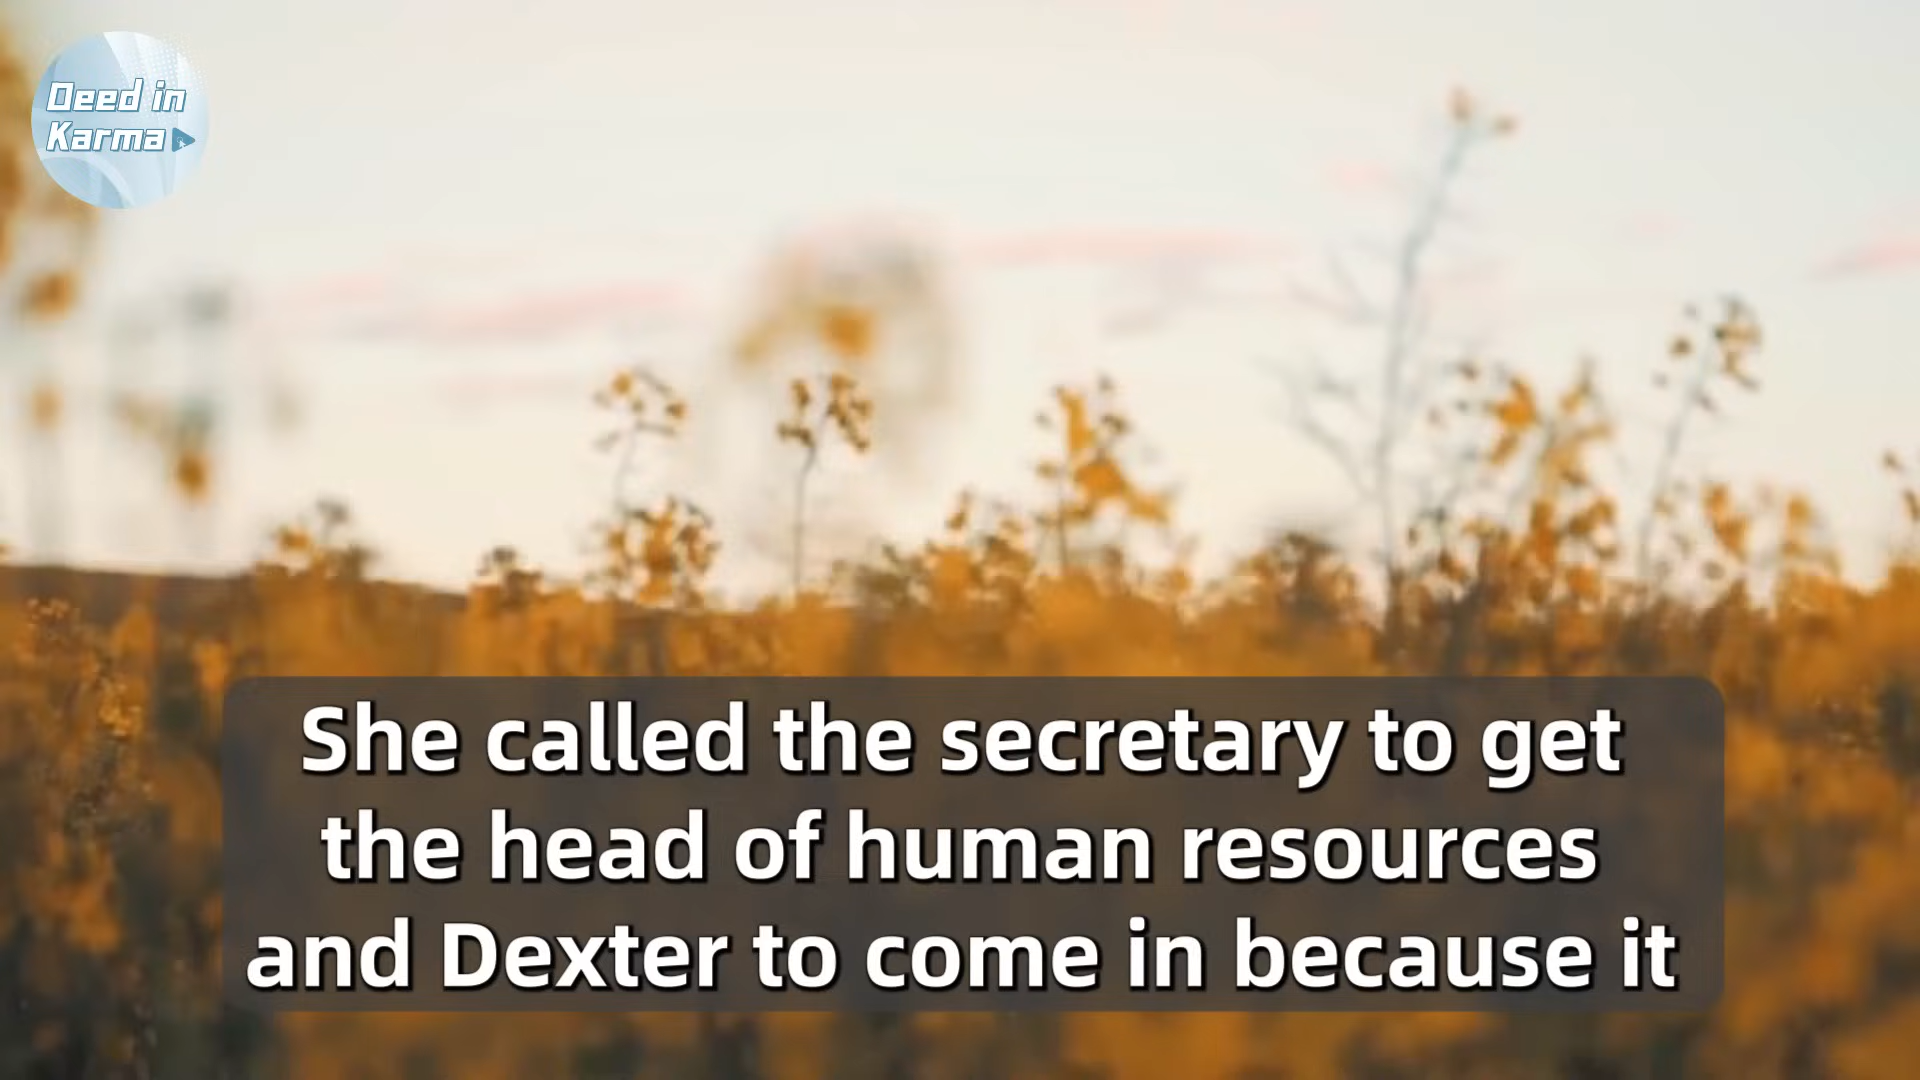 Deed in
Karma
She called the secretary to get
the head of human resources
and Dexter to come in because it